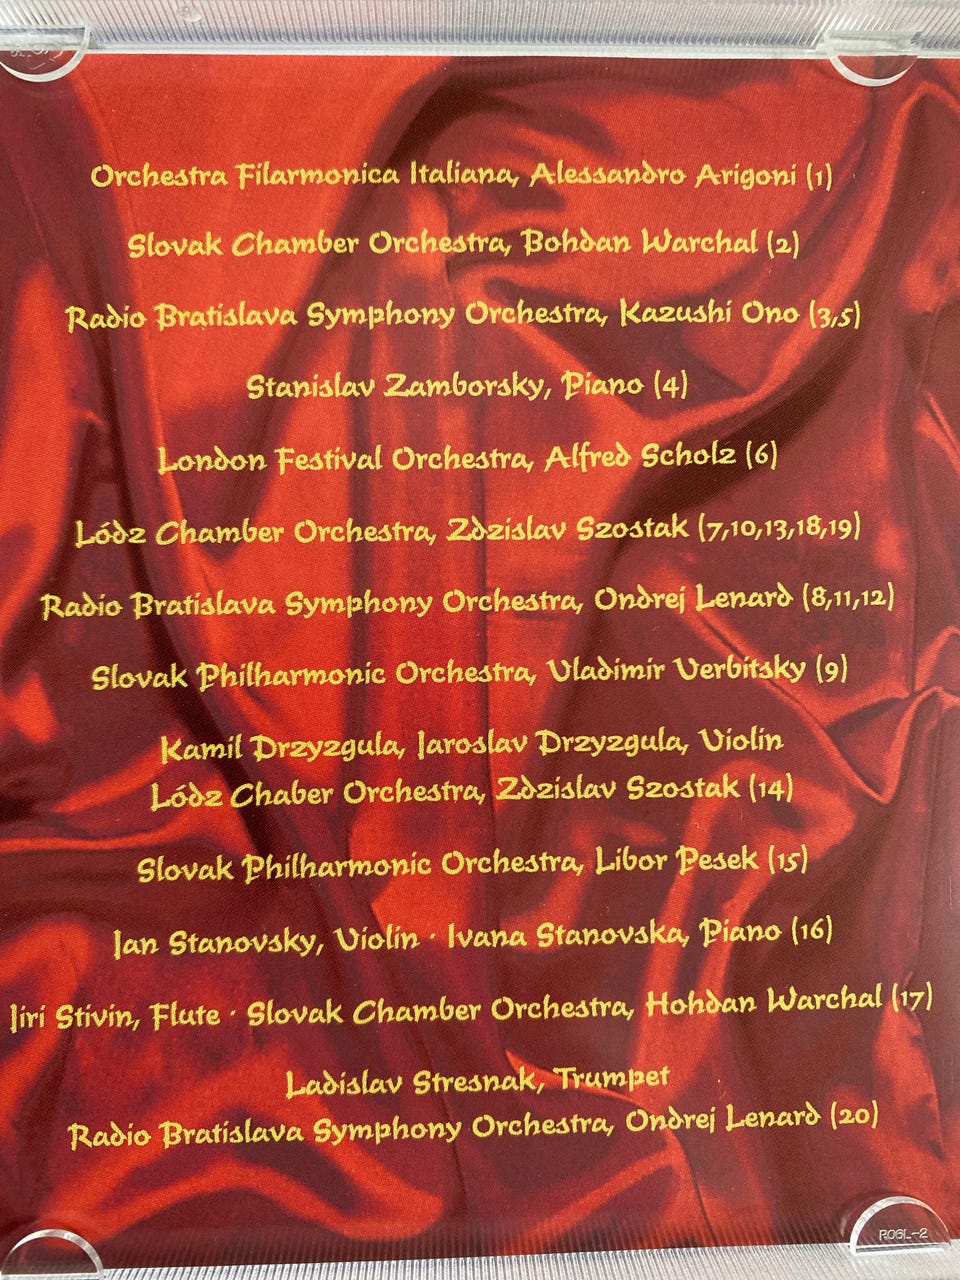 Orchestra Filarmonica Italiana, Alessandro Arigoni (1)
Slovak Chamber Orchestra, Bohdan Warchal (2)
Radio Bratislava Symphony Orchestra, Kazushi Ono (3,5)
Stanislav Zamborsky, Piano (4)
London Festival Orchestra, Alfred Scholz (6)
Lódz Chamber Orchestra, Zdzislav Szostak (7,10,13,18,19)
Radio Bratislava Symphony Orchestra, Ondrej Lenard (8,11,12)
Slovak Philharmonic Orchestra, Vladimir Verbitsky (9)
Kamil Drzyzgula, Jaroslav Drzyzgula, Violin
Lódz Chaber Orchestra, Zdzislav Szostak (14)
Slovak Philharmonic Orchestra, Libor Pesek (15)
Jan Stanovsky, Violin · Ivana Stanovska, Piano (16)
Jirí Stivín, Flute · Slovak Chamber Orchestra, Hohdan Warchal (17)
Ladislav Stresnak, Trumpet
Radio Bratislava Symphony Orchestra, Ondrej Lenard (20)
R06L-2